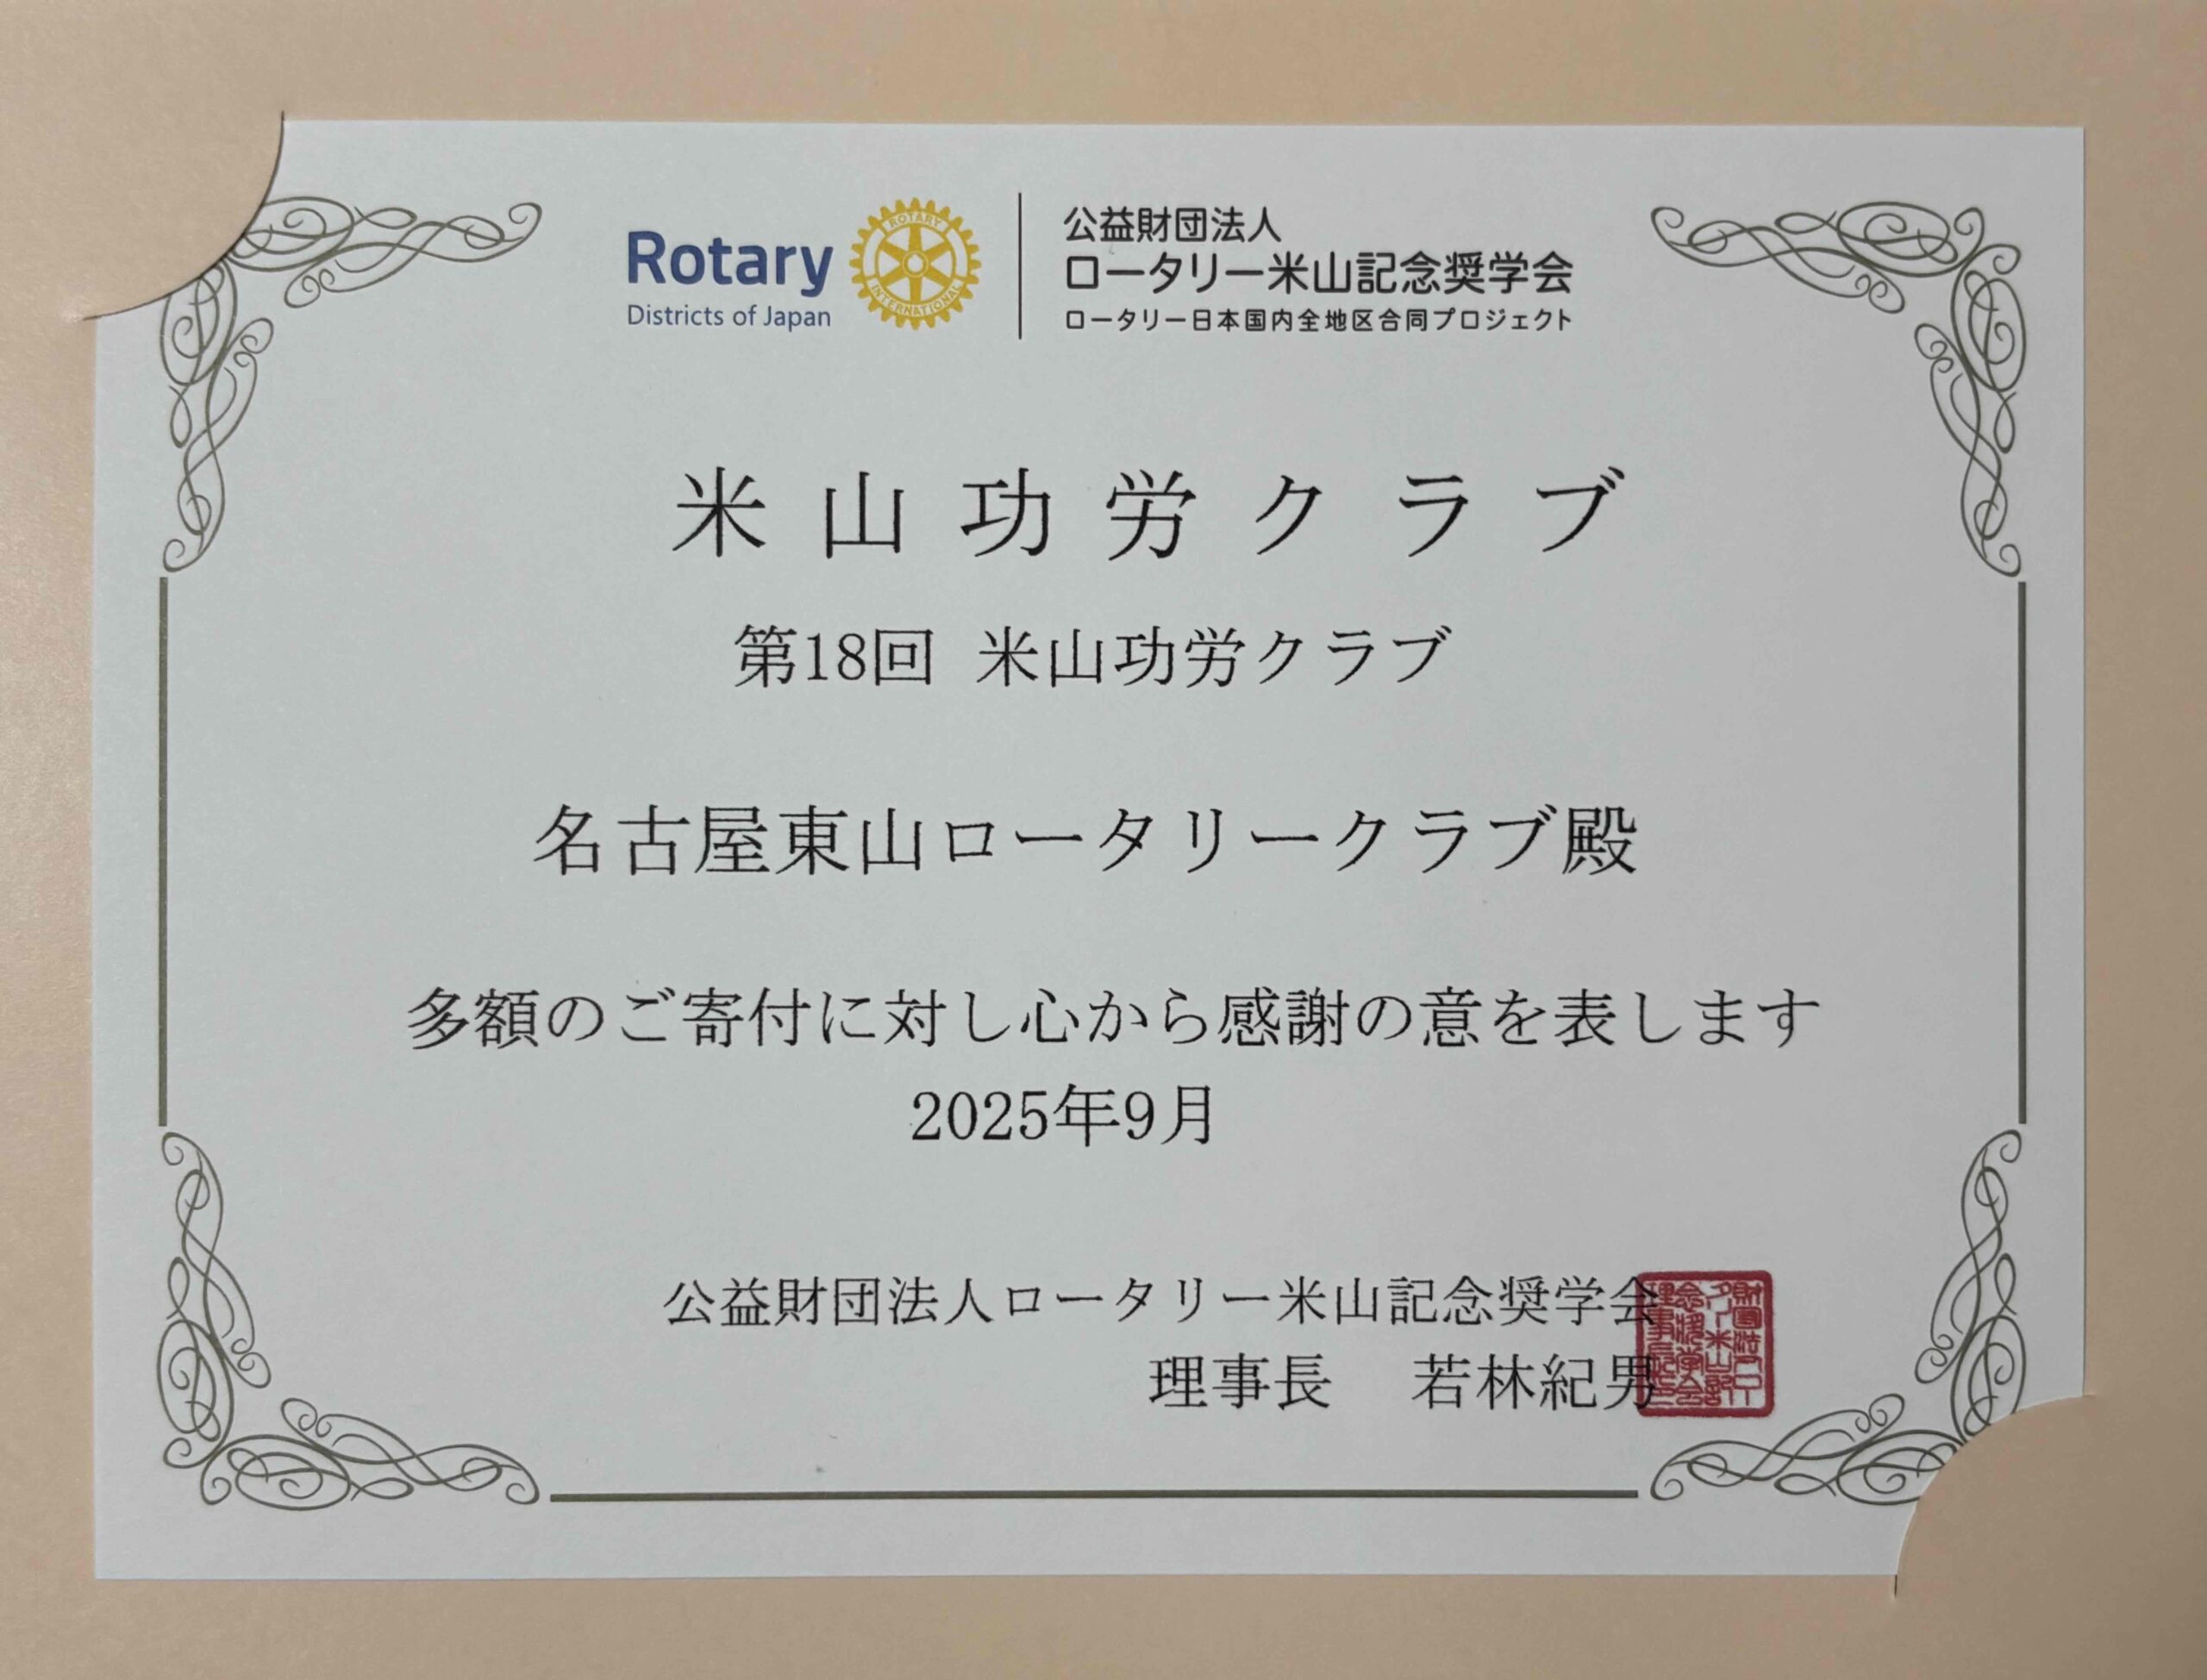 Rotary
Districts of Japan
ROTARY
INTERNATIONAL
公益財団法人
ロータリー米山記念奨学会
ロータリー日本国内全地区合同プロジェクト
米山功労クラブ
第18回 米山功労クラブ
名古屋東山ロータリークラブ殿
多額のご寄付に対し心から感謝の意を表します
2025年9月
公益財団法人ロータリー米山記念奨学会
理事長 若林紀男